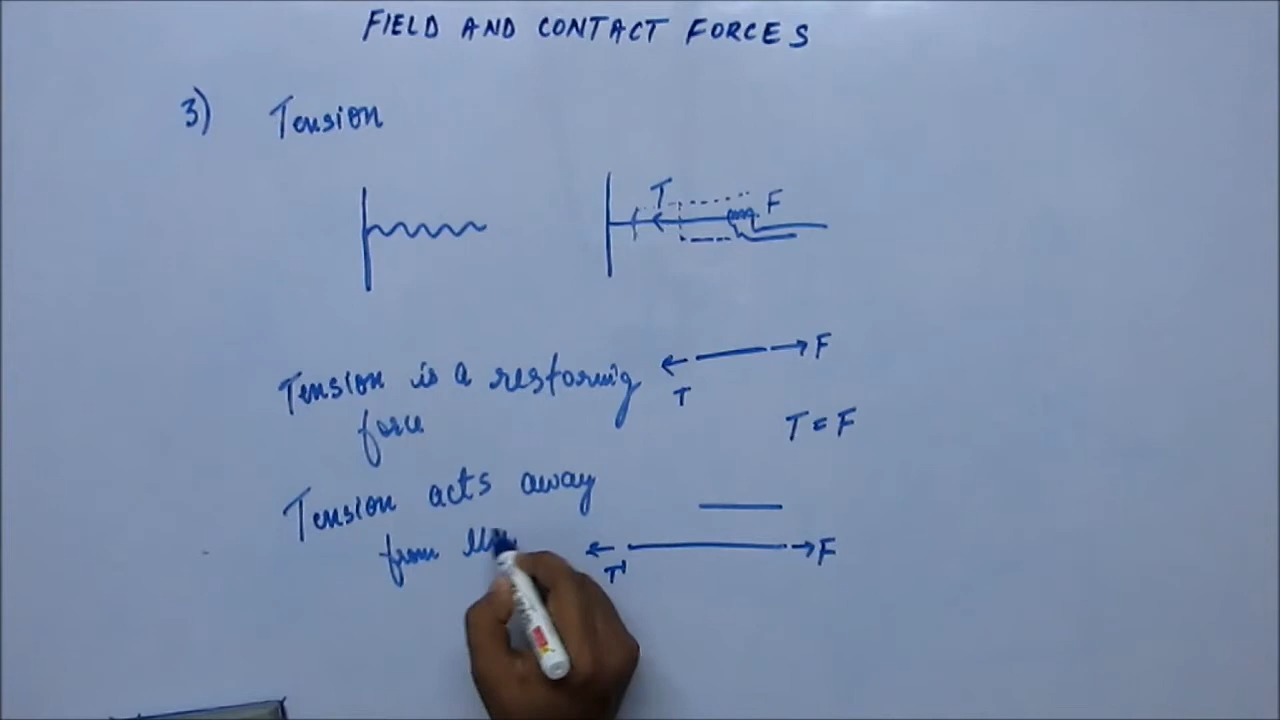 FIELD AND CONTACT FORCES
3) Tension
T F
Tension is a restoring
force
T F
T = F
Tension acts away
from
T' F